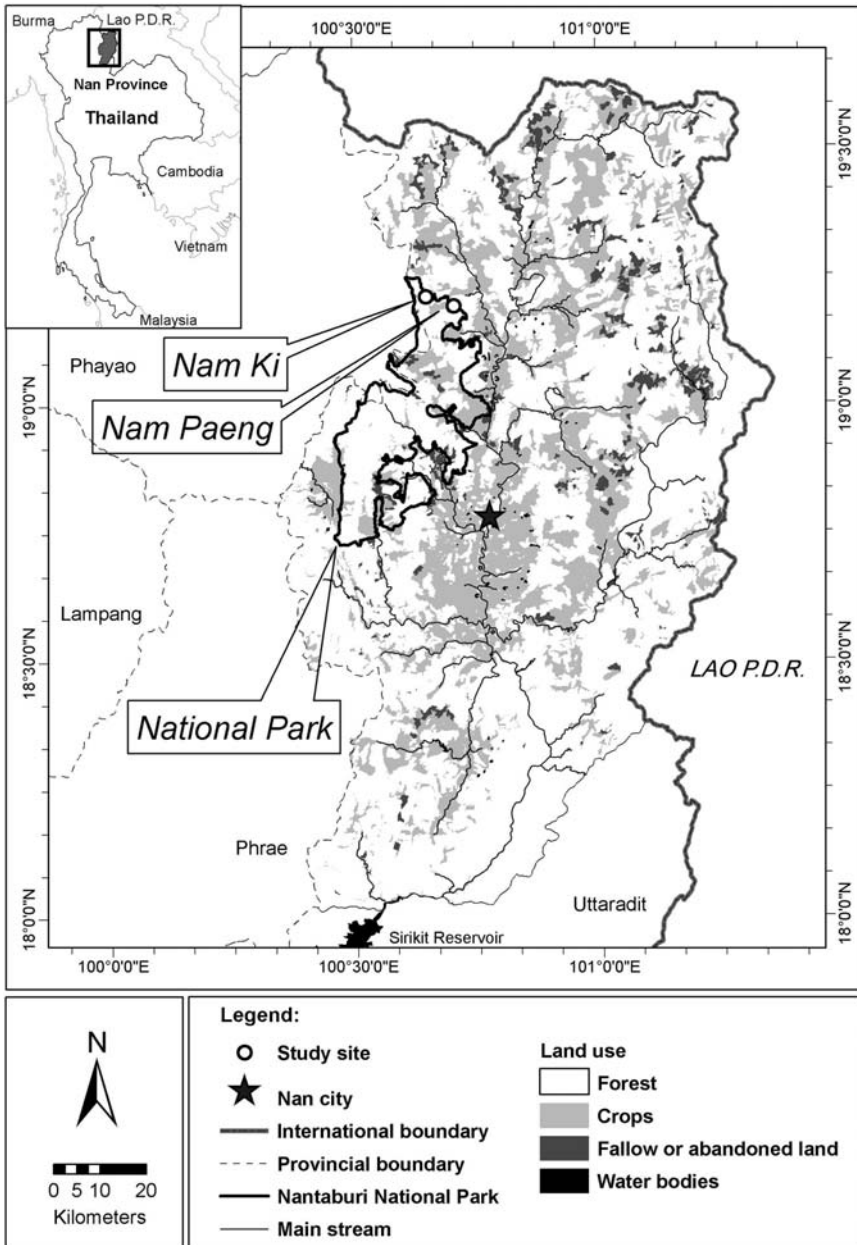 Burma
Lao P.D.R.
Nan Province
Thailand
Cambodia
Vietnam
Malaysia
100°30'0"E
101°0'0"E
19°30'0"N
19°30'0"N
Nam Ki
Phayao
Nam Paeng
19°0'0"N
19°0'0"N
Lampang
18°30'0"N
18°30'0"N
LAO P.D.R.
National Park
Phrae
Uttaradit
18°0'0"N
18°0'0"N
Sirikit Reservoir
100°0'0"E
100°30'0"E
101°0'0"E
N
0 5 10 20
Kilometers
Legend:
Study site
Nan city
International boundary
Provincial boundary
Nantaburi National Park
Main stream
Land use
Forest
Crops
Fallow or abandoned land
Water bodies